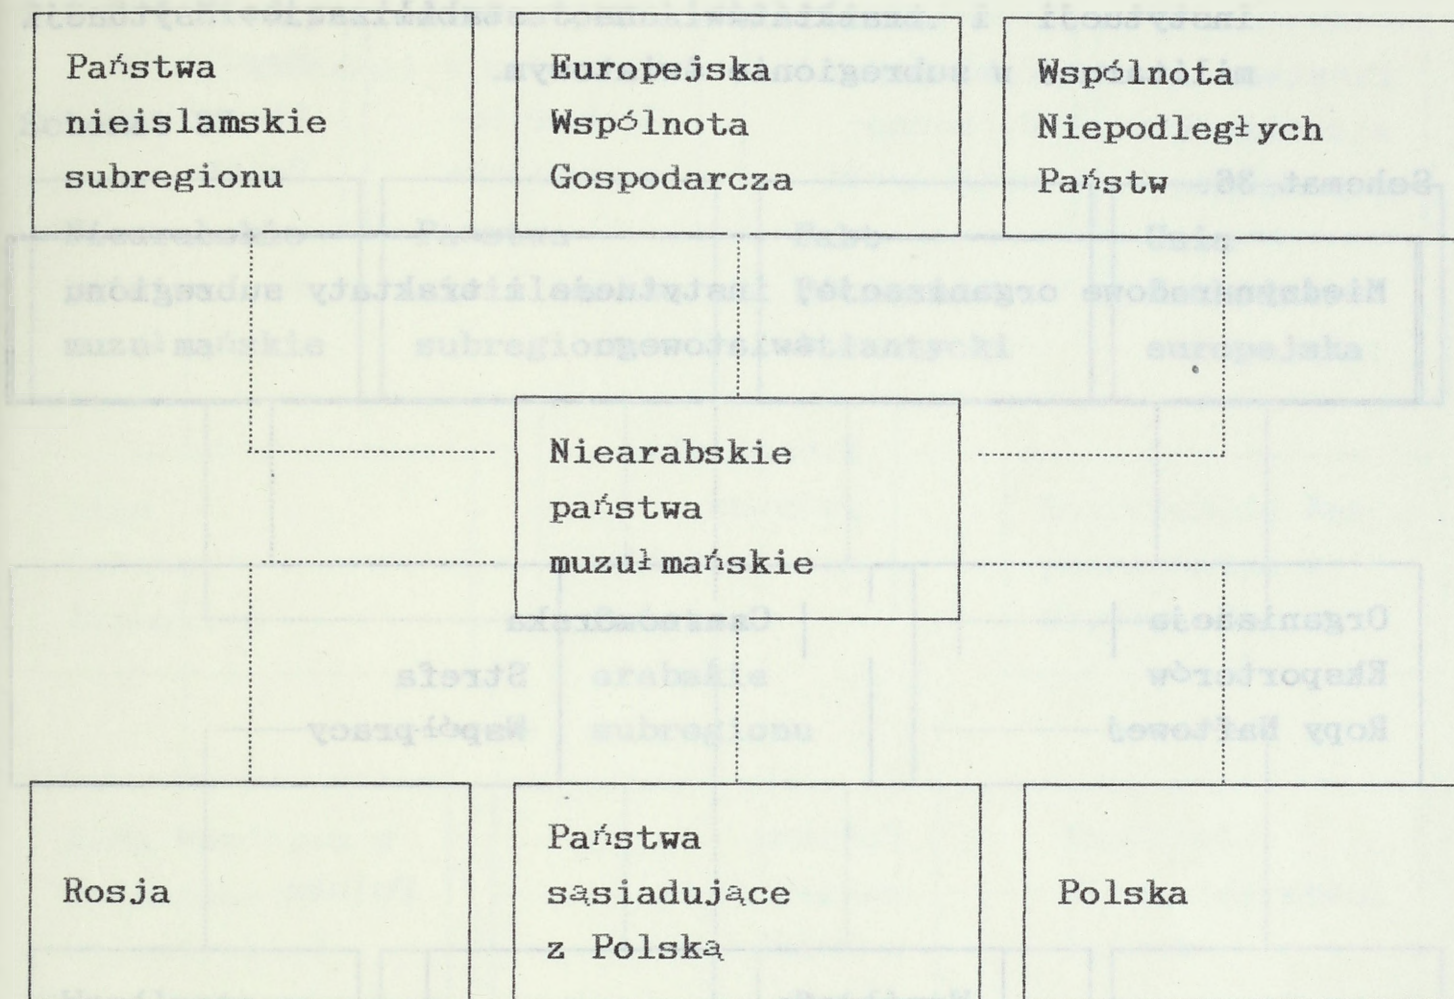 Państwa
nieislamskie
subregionu
Europejska
Wspólnota
Gospodarcza
Wspólnota
Niepodległych
Państw
Niearabskie
państwa
muzułmańskie
Rosja
Państwa
sąsiadujące
z Polską
Polska